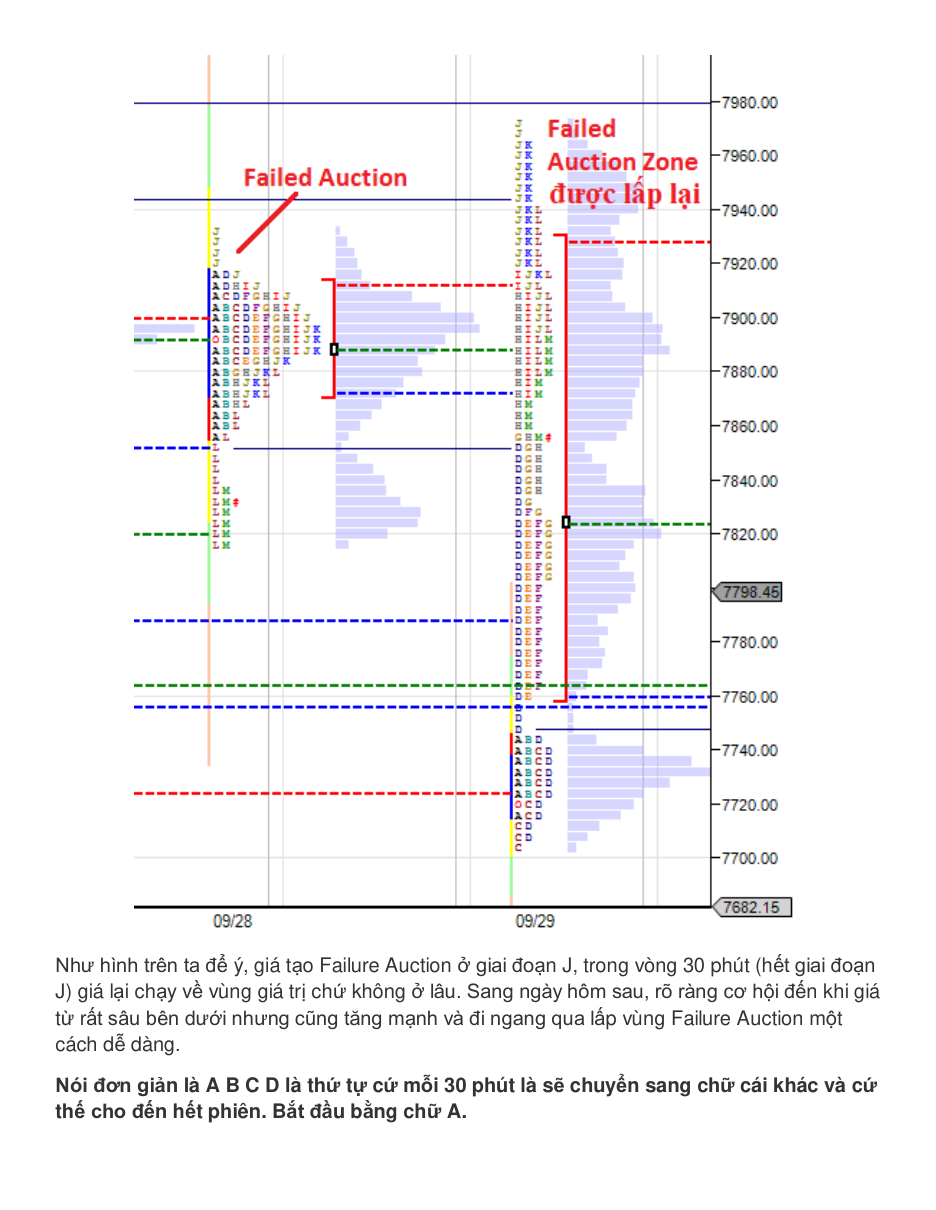 7980.00
J
J
Failed
J K
7960.00
J K
Auction Zone
J K
J K
Failed Auction
J K
được lấp lại
J K
J K L
7940.00
J K L
J
J K L
J
J K L
J
J K L
J
J K L
7920.00
A D J
I J K L
A D H I J
I J L
A C D F G H I J
H I J L
A B C D F G H I J
H I J L
A B C D E F G H I J
H I J L
7900.00
A B C D E F G H I J K
H I J L
O B C D E F G H I J K
H I L M
A B C D E F G H I J K
H I L M
A B C E G H J K
H I L M
A B G H J K L
H I L M
7880.00
A B H J K L
H I M
A B H J K L
H I M
A B H L
H M
A B L
H M
A B L
H M
7860.00
A L
G H M #
L
D G H
L
D G H
L
D G H
L
D G H
7840.00
L M
D G H
L M #
D G
L M
D F G
L M
D E F G
L M
D E F G
7820.00
L M
D E F G
D E F G
D E F G
D E F G
D E F
7798.45
D E F
D E F
D E F
D E F
D E F
7780.00
D E F
D E F
D E F
D E F
D E
7760.00
D
D
D
A B D
A B C D
7740.00
A B C D
A B C D
A B C D
A B C D
O C D
7720.00
A C D
C D
C D
C
7700.00
7682.15
09/28
09/29
Như hình trên ta để ý, giá tạo Failure Auction ở giai đoạn J, trong vòng 30 phút (hết giai đoạn
J) giá lại chạy về vùng giá trị chứ không ở lâu. Sang ngày hôm sau, rõ ràng cơ hội đến khi giá
từ rất sâu bên dưới nhưng cũng tăng mạnh và đi ngang qua lấp vùng Failure Auction một
cách dễ dàng.
Nói đơn giản là A B C D là thứ tự cứ mỗi 30 phút là sẽ chuyển sang chữ cái khác và cứ
thế cho đến hết phiên. Bắt đầu bằng chữ A.